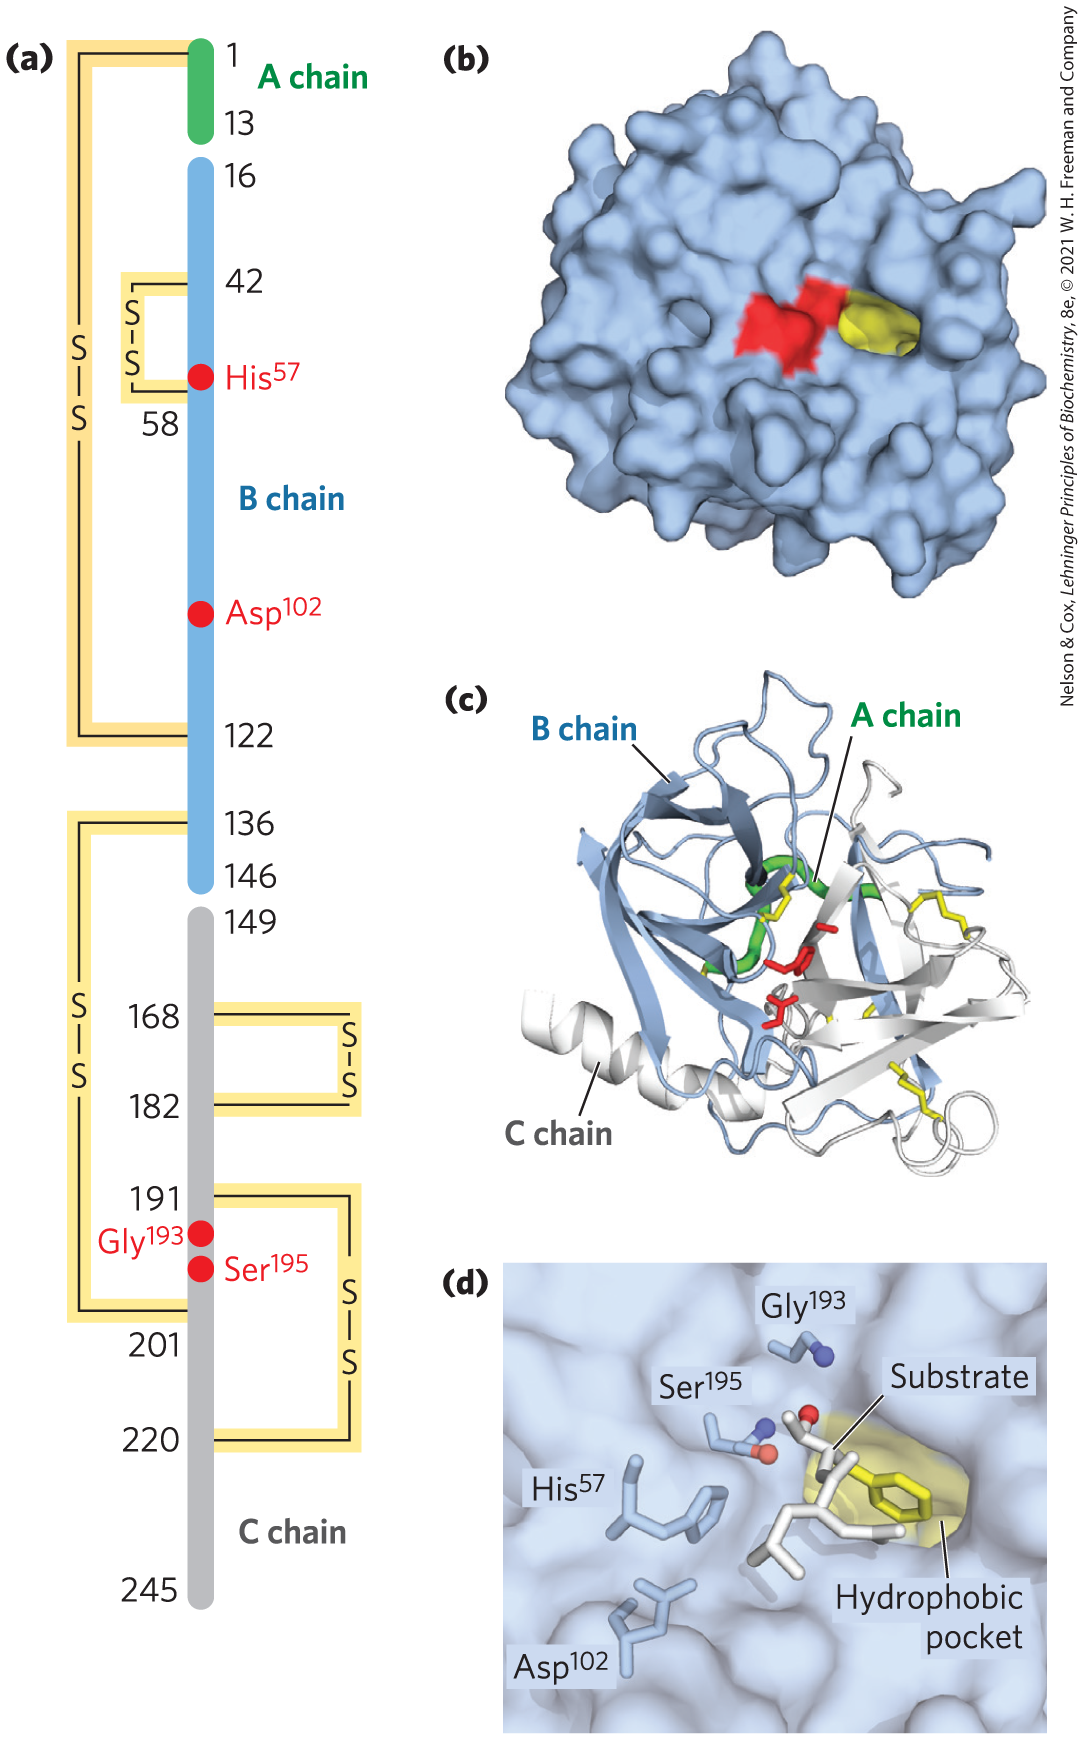 (a)
1
A chain
13
16
42
S
S
His57
58
S
S
B chain
Asp102
122
136
146
149
168
S
S
182
S
S
191
Gly193
Ser195
S
S
201
220
C chain
245
(b)
(c)
B chain
A chain
C chain
(d)
Gly193
Ser195
Substrate
His57
Hydrophobic
pocket
Asp102
Nelson & Cox, Lehninger Principles of Biochemistry, 8e, © 2021 W. H. Freeman and Company